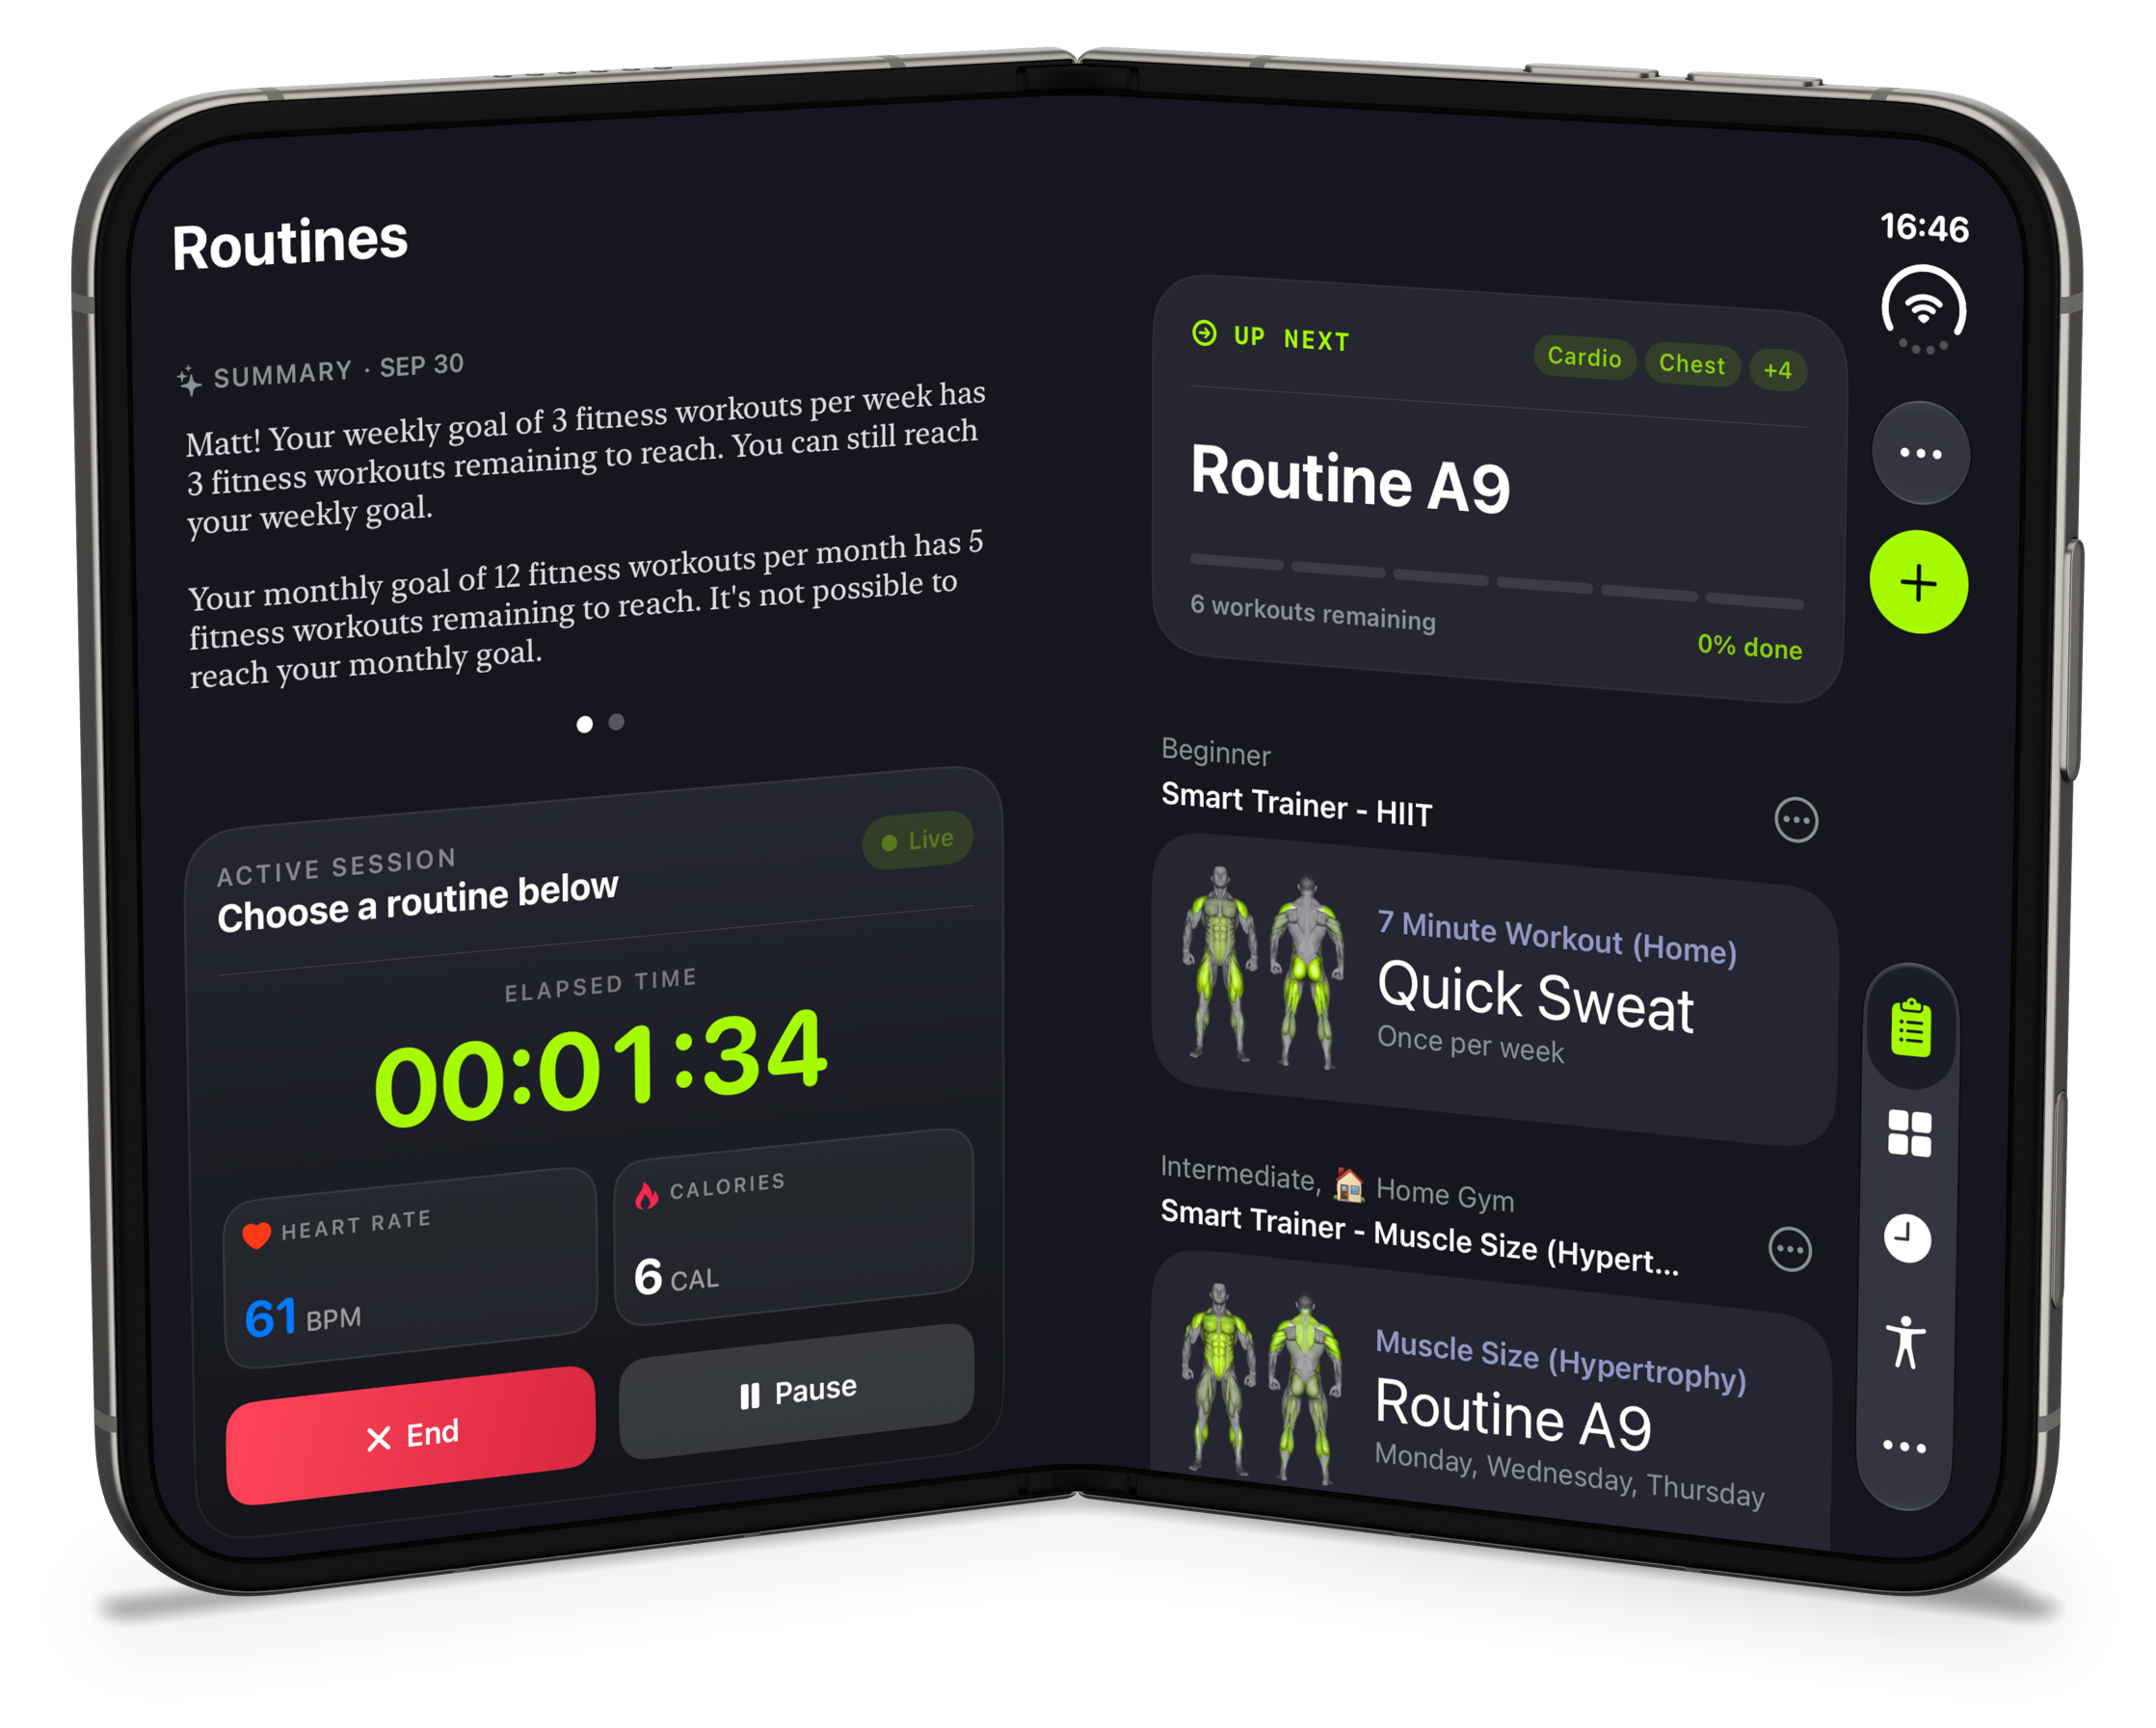 Routines
SUMMARY · SEP 30
Matt! Your weekly goal of 3 fitness workouts per week has
3 fitness workouts remaining to reach. You can still reach
your weekly goal.
Your monthly goal of 12 fitness workouts per month has 5
fitness workouts remaining to reach. It's not possible to
reach your monthly goal.
ACTIVE SESSION
Live
Choose a routine below
ELAPSED TIME
00:01:34
HEART RATE
61 BPM
CALORIES
6 CAL
End
Pause
16:46
UP NEXT
Cardio
Chest
+4
Routine A9
6 workouts remaining
0% done
Beginner
Smart Trainer - HIIT
7 Minute Workout (Home)
Quick Sweat
Once per week
Intermediate, 🏠 Home Gym
Smart Trainer - Muscle Size (Hypert...
Muscle Size (Hypertrophy)
Routine A9
Monday, Wednesday, Thursday